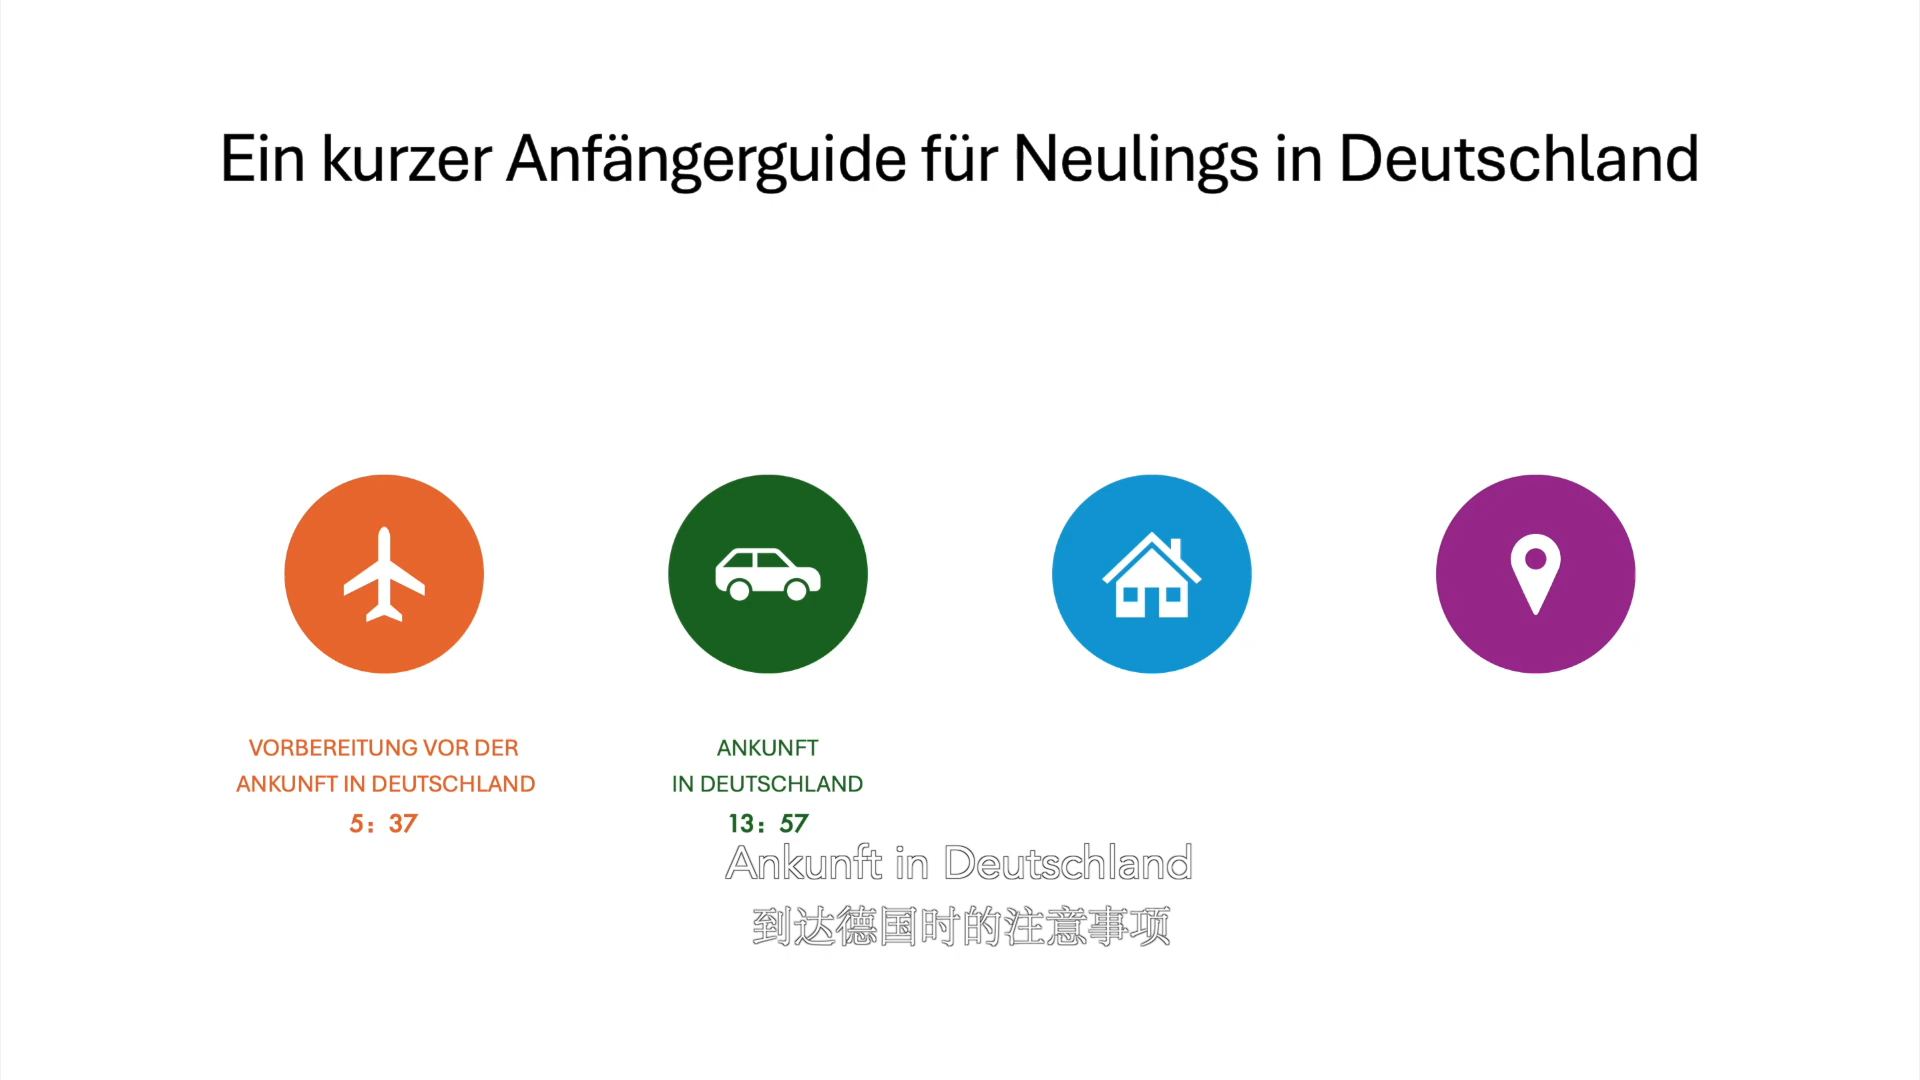 Ein kurzer Anfängerguide für Neulings in Deutschland
VORBEREITUNG VOR DER
ANKUNFT IN DEUTSCHLAND
5：37
ANKUNFT
IN DEUTSCHLAND
13：57
Ankunft in Deutschland
到达德国时的注意事项